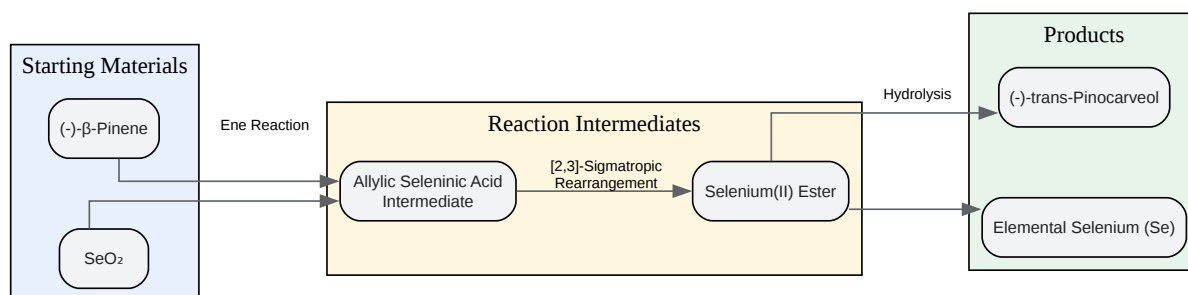 Starting Materials
(-)-β-Pinene
SeO₂
Ene Reaction
Reaction Intermediates
Allylic Seleninic Acid
Intermediate
[2,3]-Sigmatropic
Rearrangement
Selenium(II) Ester
Hydrolysis
Products
(-)-trans-Pinocarveol
Elemental Selenium (Se)